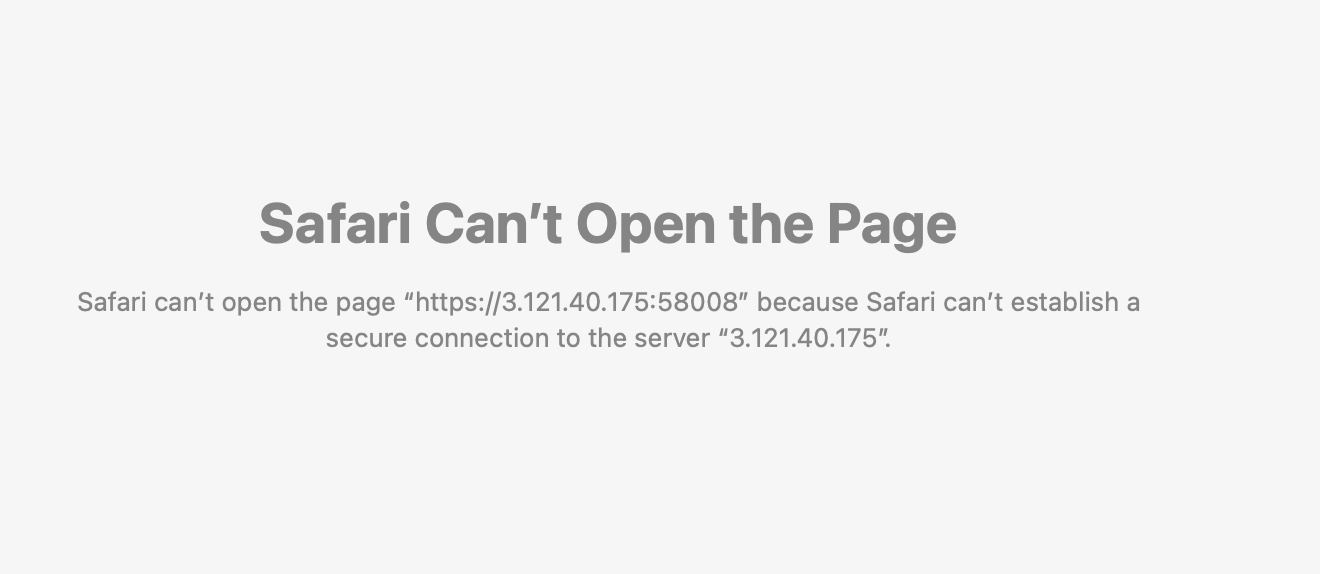 Safari Can’t Open the Page
Safari can’t open the page “https://3.121.40.175:58008” because Safari can’t establish a
secure connection to the server “3.121.40.175”.